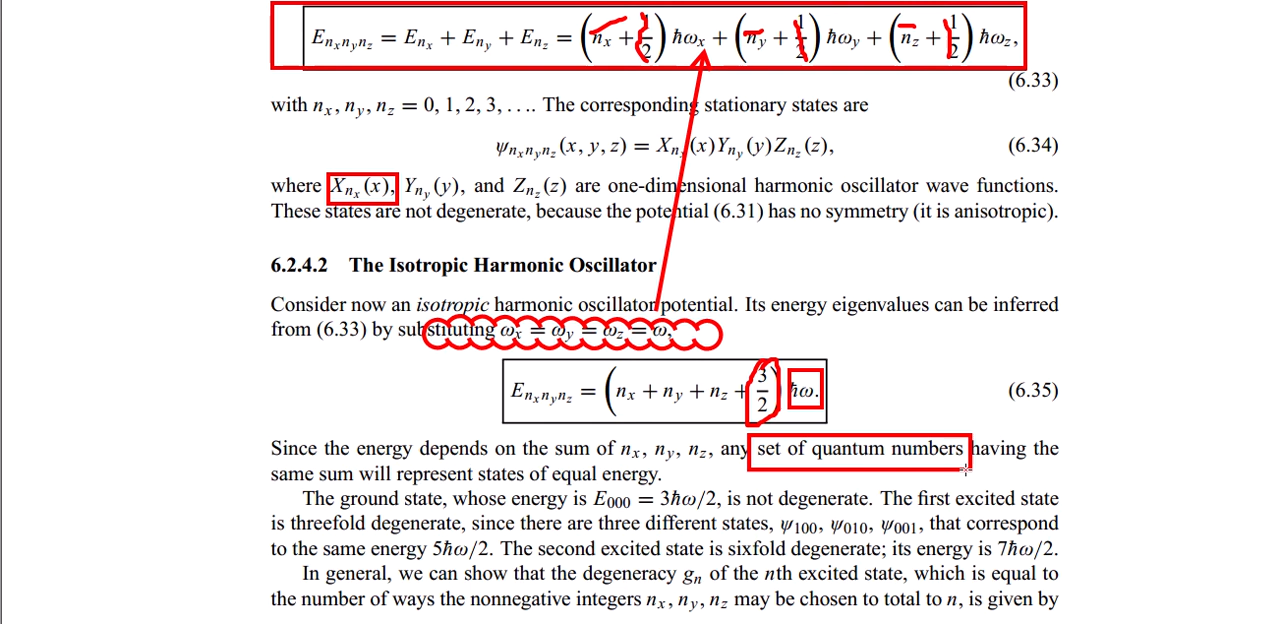 E_{n_x n_y n_z} = E_{n_x} + E_{n_y} + E_{n_z} = (n_x + 1/2) ħω_x + (n_y + 1/2) ħω_y + (n_z + 1/2) ħω_z,
(6.33)
with n_x, n_y, n_z = 0, 1, 2, 3, .... The corresponding stationary states are
ψ_{n_x n_y n_z}(x, y, z) = X_{n_x}(x)Y_{n_y}(y)Z_{n_z}(z), (6.34)
where X_{n_x}(x), Y_{n_y}(y), and Z_{n_z}(z) are one-dimensional harmonic oscillator wave functions.
These states are not degenerate, because the potential (6.31) has no symmetry (it is anisotropic).
6.2.4.2 The Isotropic Harmonic Oscillator
Consider now an isotropic harmonic oscillator potential. Its energy eigenvalues can be inferred
from (6.33) by substituting ω_x = ω_y = ω_z = ω,
E_{n_x n_y n_z} = (n_x + n_y + n_z + 3/2) ħω. (6.35)
Since the energy depends on the sum of n_x, n_y, n_z, any set of quantum numbers having the
same sum will represent states of equal energy.
The ground state, whose energy is E_{000} = 3ħω/2, is not degenerate. The first excited state
is threefold degenerate, since there are three different states, ψ_{100}, ψ_{010}, ψ_{001}, that correspond
to the same energy 5ħω/2. The second excited state is sixfold degenerate; its energy is 7ħω/2.
In general, we can show that the degeneracy g_n of the nth excited state, which is equal to
the number of ways the nonnegative integers n_x, n_y, n_z may be chosen to total to n, is given by